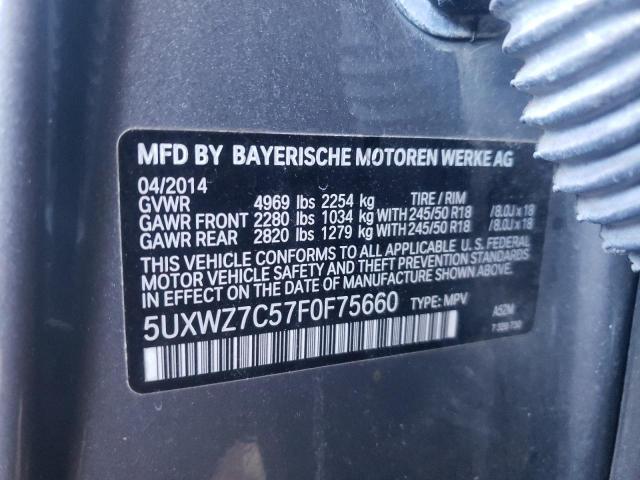 MFD BY BAYERISCHE MOTOREN WERKE AG
04/2014
GVWR 4969 lbs 2254 kg TIRE / RIM
GAWR FRONT 2280 lbs 1034 kg WITH 245/50 R18 /8.0J x 18
GAWR REAR 2820 lbs 1279 kg WITH 245/50 R18 /8.0J x 18
THIS VEHICLE CONFORMS TO ALL APPLICABLE U.S. FEDERAL
MOTOR VEHICLE SAFETY AND THEFT PREVENTION STANDARDS
IN EFFECT ON THE DATE OF MANUFACTURE SHOWN ABOVE.
5UXWZ7C57F0F75660 TYPE: MPV A52M